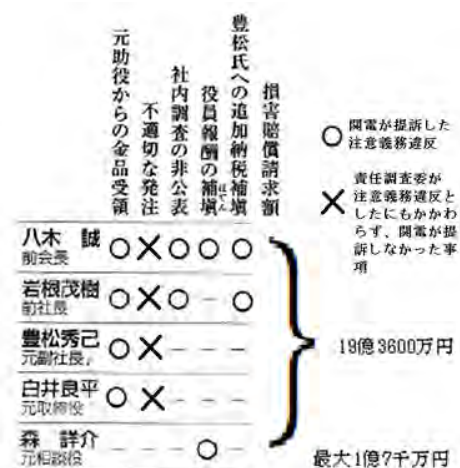 元助役からの金品受領
不適切な発注
社内調査の非公表
役員報酬の補塡
ほてん
豊松氏への追加納税補塡
損害賠償請求額
○ 関電が提訴した
注意義務違反
× 責任調査委が
注意義務違反と
したにもかかわ
らず、関電が提
訴しなかった事
項
八木 誠 ○ × ○ ○ ○
前会長
岩根茂樹 ○ × ○ - ○
前社長
豊松秀己 ○ × - - -
元副社長
白井良平 ○ × - - -
元取締役
森 詳介 - - - ○ -
元相談役
19億3600万円
最大1億7千万円